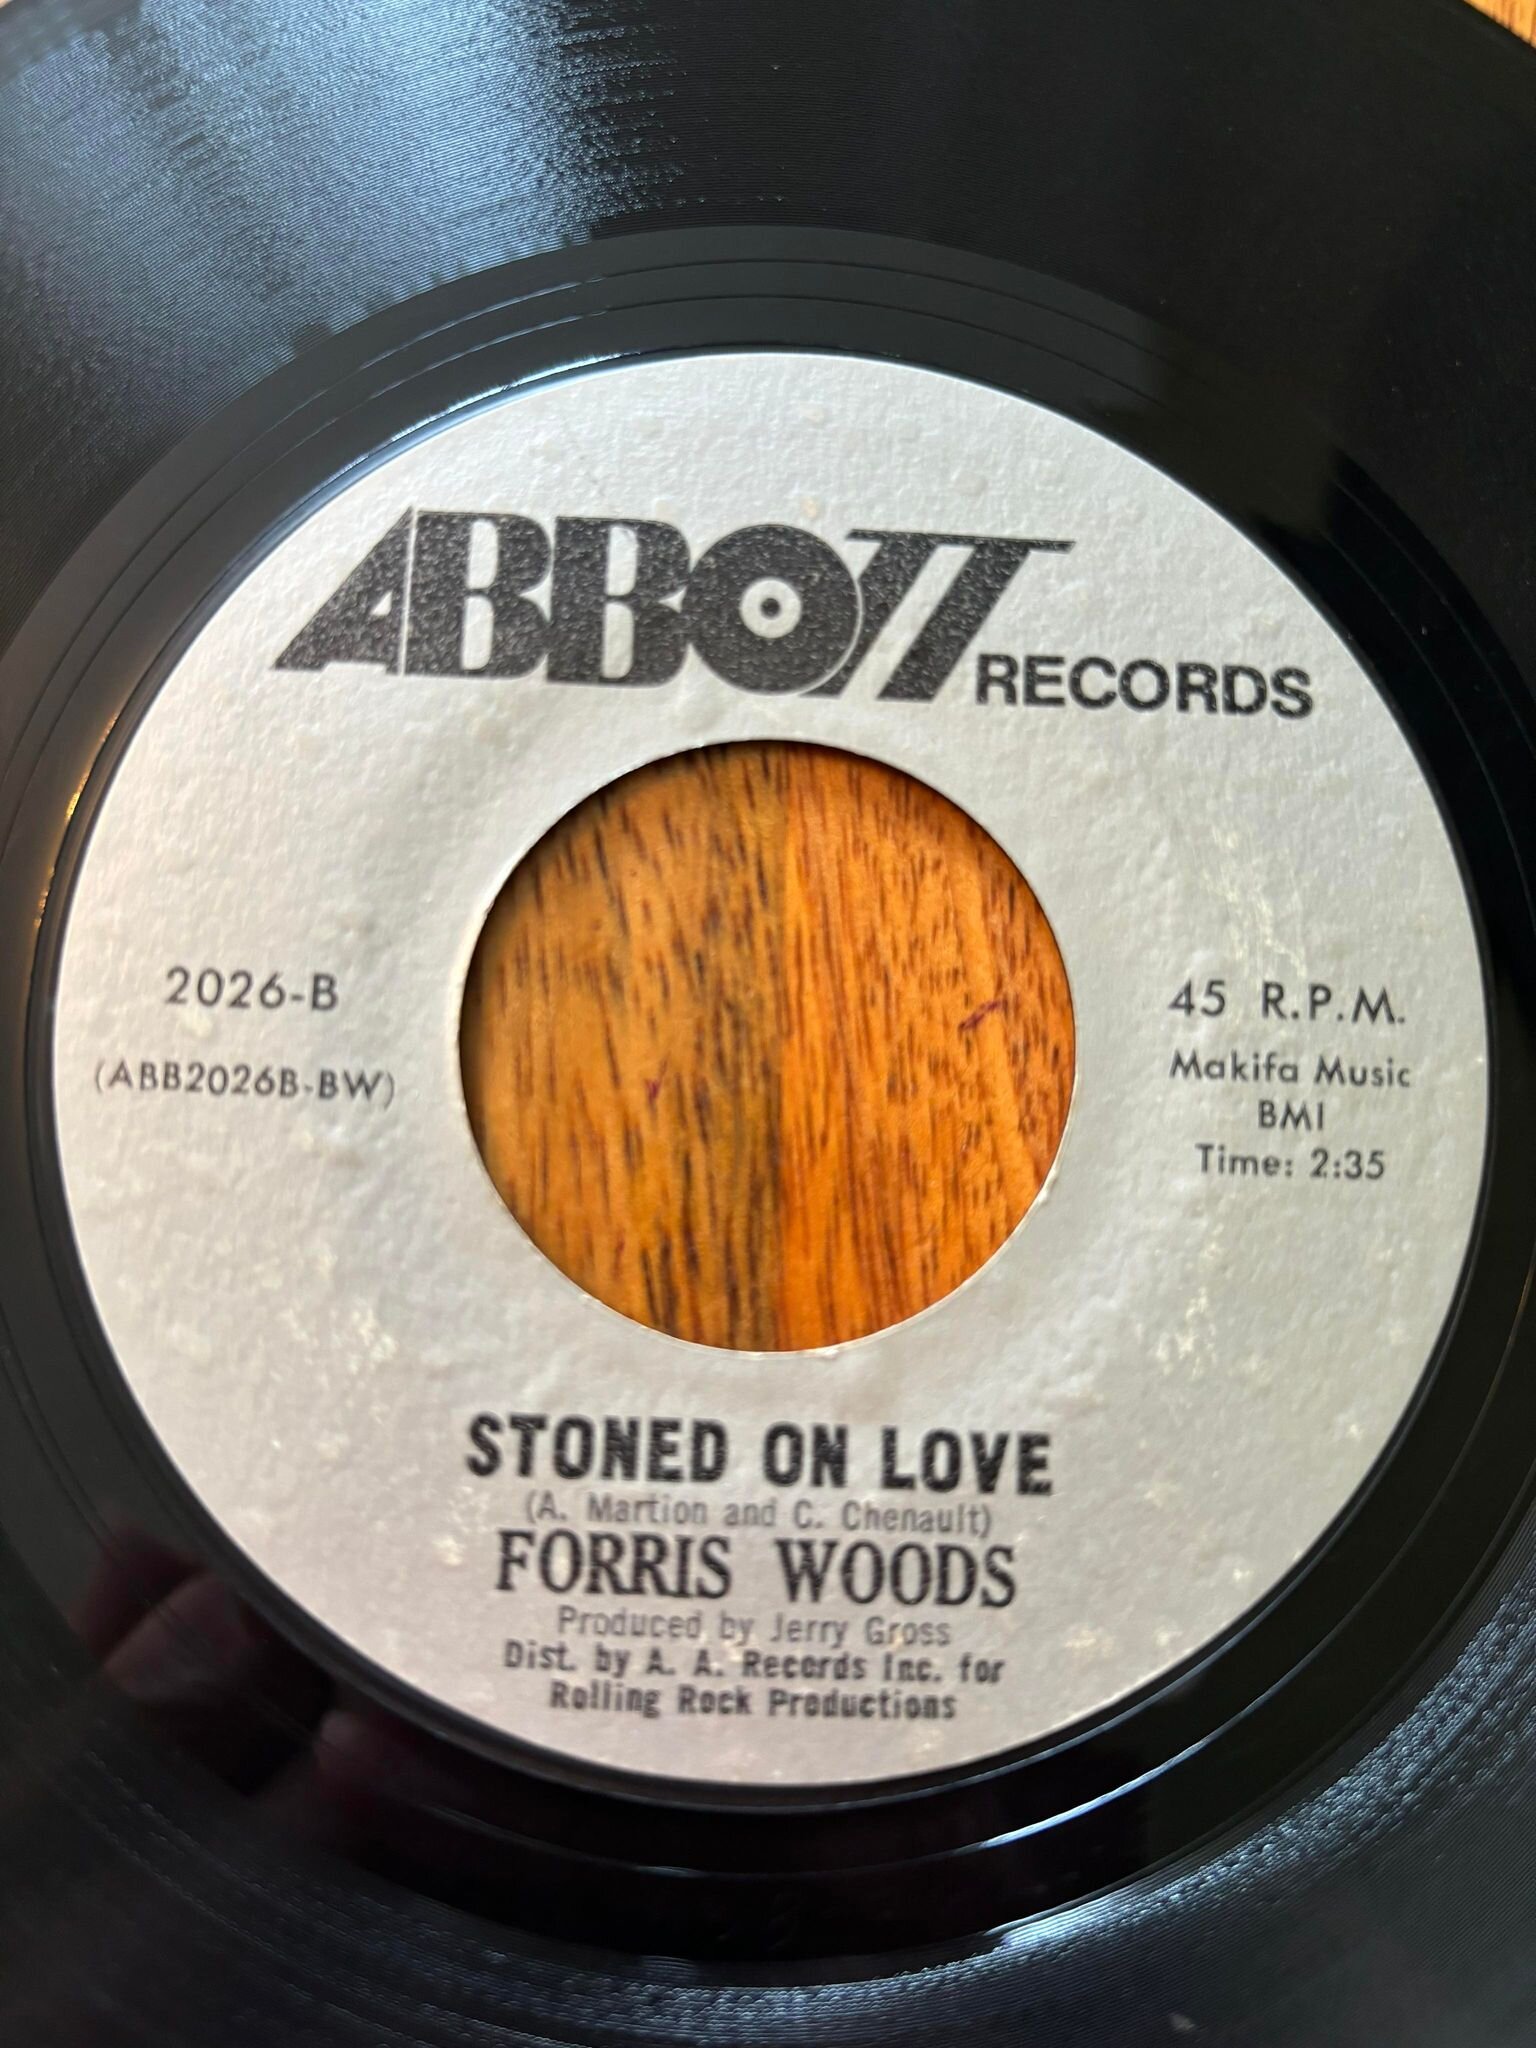 ABBOTT RECORDS
2026-B
(ABB2026B-BW)
45 R.P.M.
Makifa Music
BMI
Time: 2:35
STONED ON LOVE
(A. Martion and C. Chenault)
FORRIS WOODS
Produced by Jerry Gross
Dist. by A. A. Records Inc. for
Rolling Rock Productions